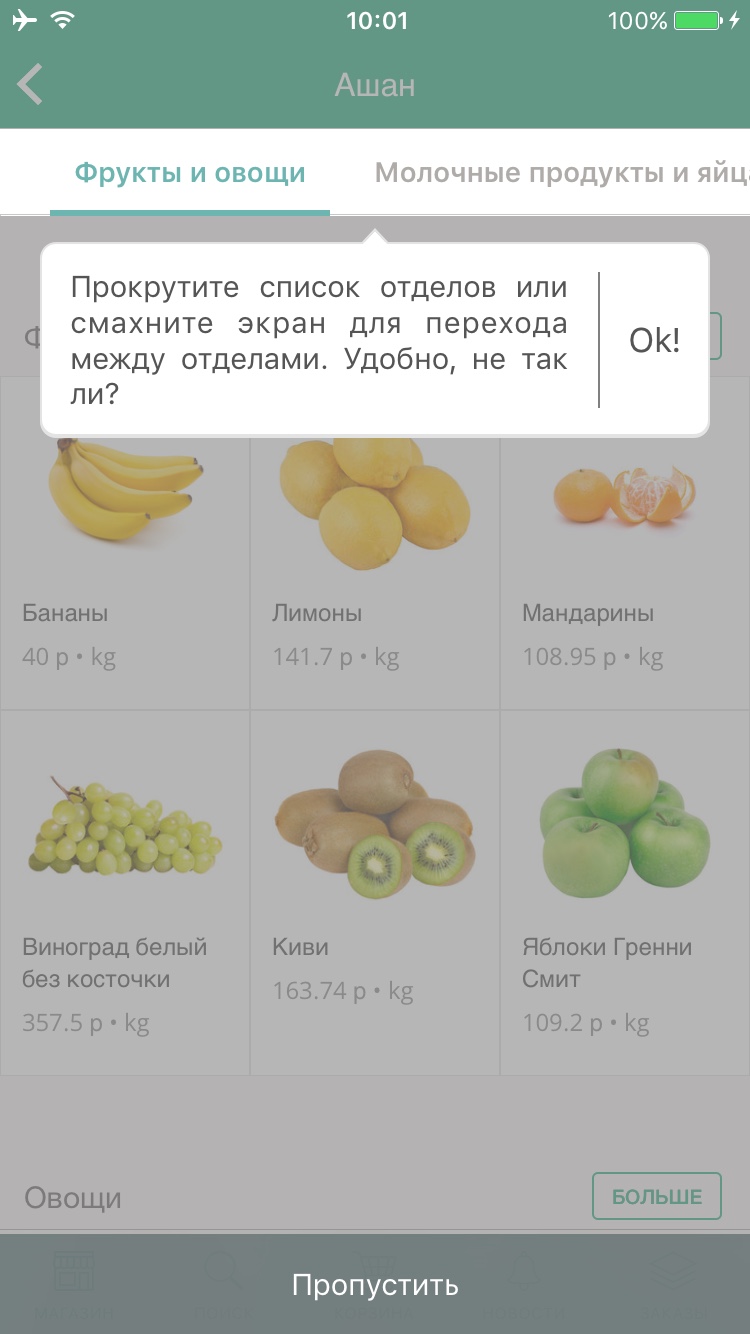 10:01
100%
Ашан
Фрукты и овощи
Молочные продукты и яйца
Прокрутите список отделов или
смахните экран для перехода
между отделами. Удобно, не так
ли?
Ok!
Бананы
Лимоны
Мандарины
40 р • kg
141.7 р • kg
108.95 р • kg
Виноград белый
без косточки
Киви
Яблоки Гренни
Смит
357.5 р • kg
163.74 р • kg
109.2 р • kg
Овощи
БОЛЬШЕ
Пропустить